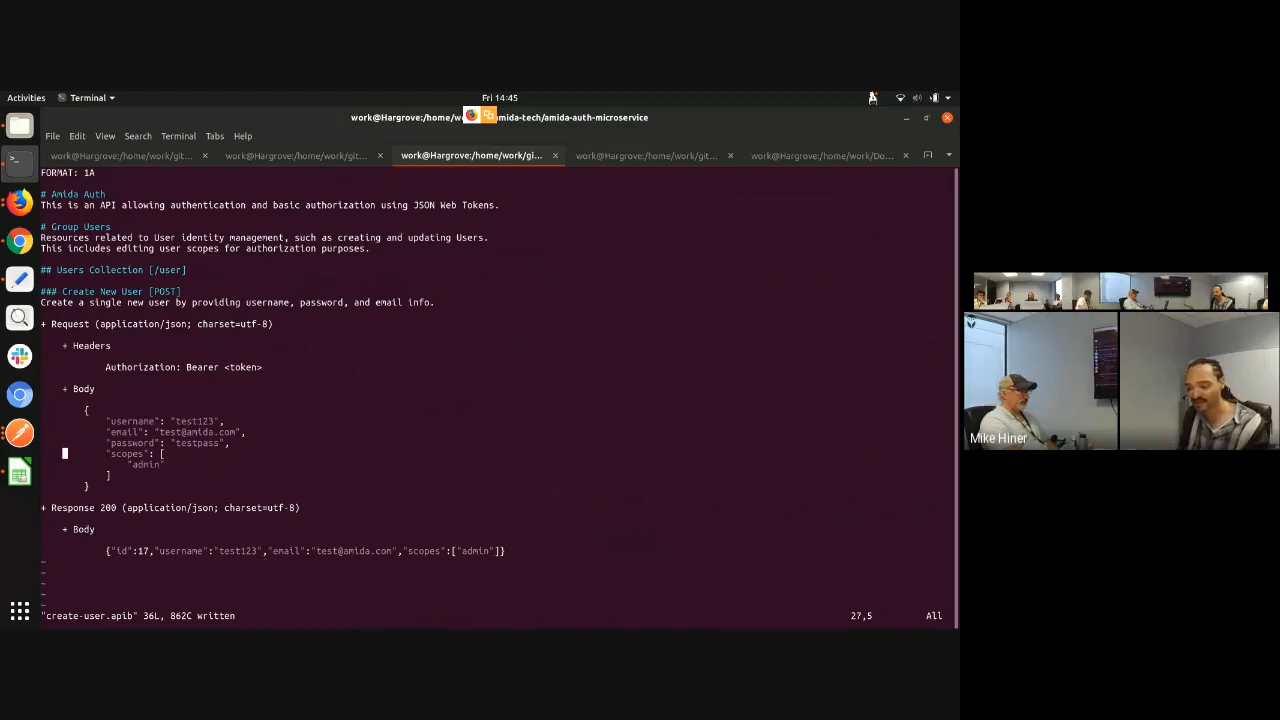 Activities
Terminal
Fri 14:45
amida-tech/amida-auth-microservice
work@Hargrove:/home/w
File Edit View Search Terminal Tabs Help
work@Hargrove:/home/work/git... work@Hargrove:/home/work/git... work@Hargrove:/home/work/gi... work@Hargrove:/home/work/git... work@Hargrove:/home/work/Do...
FORMAT: 1A
# Amida Auth
This is an API allowing authentication and basic authorization using JSON Web Tokens.
# Group Users
Resources related to User identity management, such as creating and updating Users.
This includes editing user scopes for authorization purposes.
## Users Collection [/user]
### Create New User [POST]
Create a single new user by providing username, password, and email info.
+ Request (application/json; charset=utf-8)
+ Headers
Authorization: Bearer <token>
+ Body
{
"username": "test123",
"email": "test@amida.com",
"password": "testpass",
"scopes": [
"admin"
]
}
+ Response 200 (application/json; charset=utf-8)
+ Body
{"id":17,"username":"test123","email":"test@amida.com","scopes":["admin"]}
~
~
~
~
~
"create-user.apib" 36L, 862C written 27,5 All
Mike Hiner